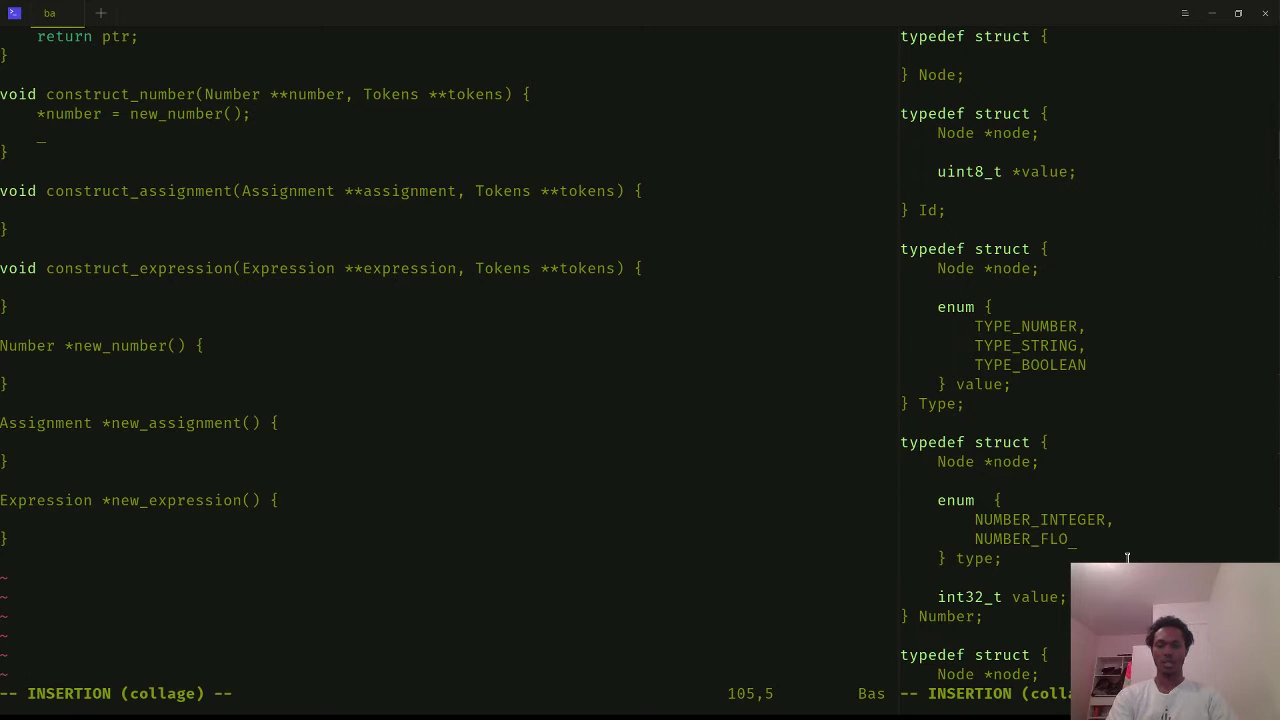 ba
return ptr;
}
void construct_number(Number **number, Tokens **tokens) {
*number = new_number();
_
}
void construct_assignment(Assignment **assignment, Tokens **tokens) {
}
void construct_expression(Expression **expression, Tokens **tokens) {
}
Number *new_number() {
}
Assignment *new_assignment() {
}
Expression *new_expression() {
}
~
~
~
~
~
~
-- INSERTION (collage) -- 105,5 Bas
typedef struct {
} Node;
typedef struct {
Node *node;
uint8_t *value;
} Id;
typedef struct {
Node *node;
enum {
TYPE_NUMBER,
TYPE_STRING,
TYPE_BOOLEAN
} value;
} Type;
typedef struct {
Node *node;
enum  {
NUMBER_INTEGER,
NUMBER_FLO_
} type;
int32_t value;
} Number;
typedef struct {
Node *node;
-- INSERTION (colla